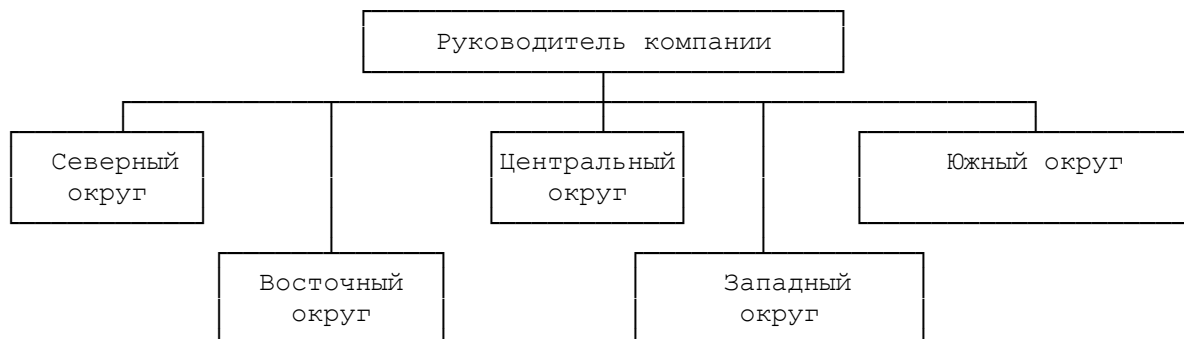 Руководитель компании
Северный
округ
Центральный
округ
Южный округ
Восточный
округ
Западный
округ